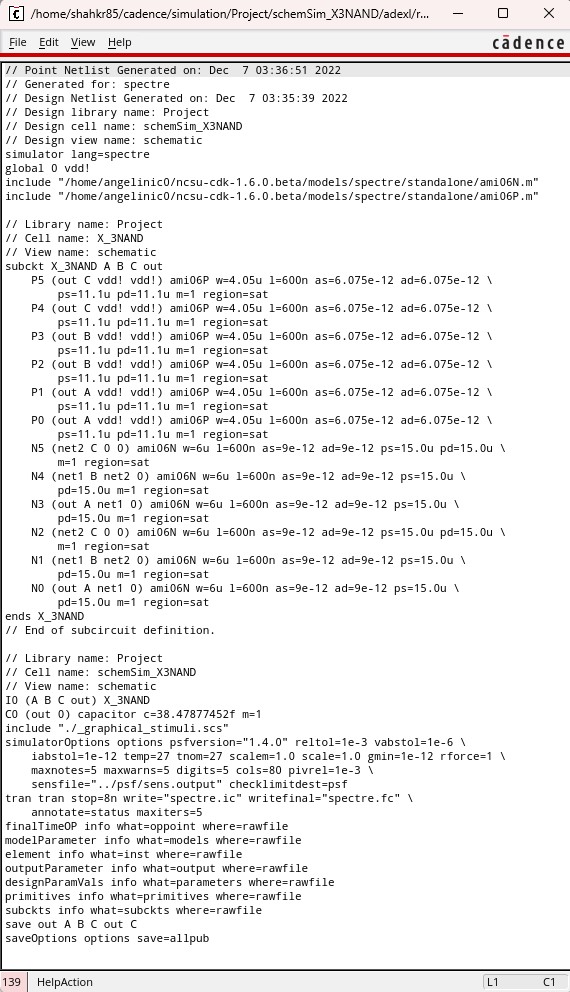 /home/shahkr85/cadence/simulation/Project/schemSim_X3NAND/adexl/r...
File Edit View Help
cādence
// Point Netlist Generated on: Dec  7 03:36:51 2022
// Generated for: spectre
// Design Netlist Generated on: Dec  7 03:35:39 2022
// Design library name: Project
// Design cell name: schemSim_X3NAND
// Design view name: schematic
simulator lang=spectre
global 0 vdd!
include "/home/angelinic0/ncsu-cdk-1.6.0.beta/models/spectre/standalone/ami06N.m"
include "/home/angelinic0/ncsu-cdk-1.6.0.beta/models/spectre/standalone/ami06P.m"
// Library name: Project
// Cell name: X_3NAND
// View name: schematic
subckt X_3NAND A B C out
    P5 (out C vdd! vdd!) ami06P w=4.05u l=600n as=6.075e-12 ad=6.075e-12 \
        ps=11.1u pd=11.1u m=1 region=sat
    P4 (out C vdd! vdd!) ami06P w=4.05u l=600n as=6.075e-12 ad=6.075e-12 \
        ps=11.1u pd=11.1u m=1 region=sat
    P3 (out B vdd! vdd!) ami06P w=4.05u l=600n as=6.075e-12 ad=6.075e-12 \
        ps=11.1u pd=11.1u m=1 region=sat
    P2 (out B vdd! vdd!) ami06P w=4.05u l=600n as=6.075e-12 ad=6.075e-12 \
        ps=11.1u pd=11.1u m=1 region=sat
    P1 (out A vdd! vdd!) ami06P w=4.05u l=600n as=6.075e-12 ad=6.075e-12 \
        ps=11.1u pd=11.1u m=1 region=sat
    P0 (out A vdd! vdd!) ami06P w=4.05u l=600n as=6.075e-12 ad=6.075e-12 \
        ps=11.1u pd=11.1u m=1 region=sat
    N5 (net2 C 0 0) ami06N w=6u l=600n as=9e-12 ad=9e-12 ps=15.0u pd=15.0u \
        m=1 region=sat
    N4 (net1 B net2 0) ami06N w=6u l=600n as=9e-12 ad=9e-12 ps=15.0u \
        pd=15.0u m=1 region=sat
    N3 (out A net1 0) ami06N w=6u l=600n as=9e-12 ad=9e-12 ps=15.0u \
        pd=15.0u m=1 region=sat
    N2 (net2 C 0 0) ami06N w=6u l=600n as=9e-12 ad=9e-12 ps=15.0u pd=15.0u \
        m=1 region=sat
    N1 (net1 B net2 0) ami06N w=6u l=600n as=9e-12 ad=9e-12 ps=15.0u \
        pd=15.0u m=1 region=sat
    N0 (out A net1 0) ami06N w=6u l=600n as=9e-12 ad=9e-12 ps=15.0u \
        pd=15.0u m=1 region=sat
ends X_3NAND
// End of subcircuit definition.
// Library name: Project
// Cell name: schemSim_X3NAND
// View name: schematic
I0 (A B C out) X_3NAND
C0 (out 0) capacitor c=38.47877452f m=1
include "./_graphical_stimuli.scs"
simulatorOptions options psfversion="1.4.0" reltol=1e-3 vabstol=1e-6 \
    iabstol=1e-12 temp=27 tnom=27 scalem=1.0 scale=1.0 gmin=1e-12 rforce=1 \
    maxnotes=5 maxwarns=5 digits=5 cols=80 pivrel=1e-3 \
    sensfile="../psf/sens.output" checklimitdest=psf
tran tran stop=8n write="spectre.ic" writefinal="spectre.fc" \
    annotate=status maxiters=5
finalTimeOP info what=oppoint where=rawfile
modelParameter info what=models where=rawfile
element info what=inst where=rawfile
outputParameter info what=output where=rawfile
designParamVals info what=parameters where=rawfile
primitives info what=primitives where=rawfile
subckts info what=subckts where=rawfile
save out A B C out C
saveOptions options save=allpub
139 HelpAction L1 C1